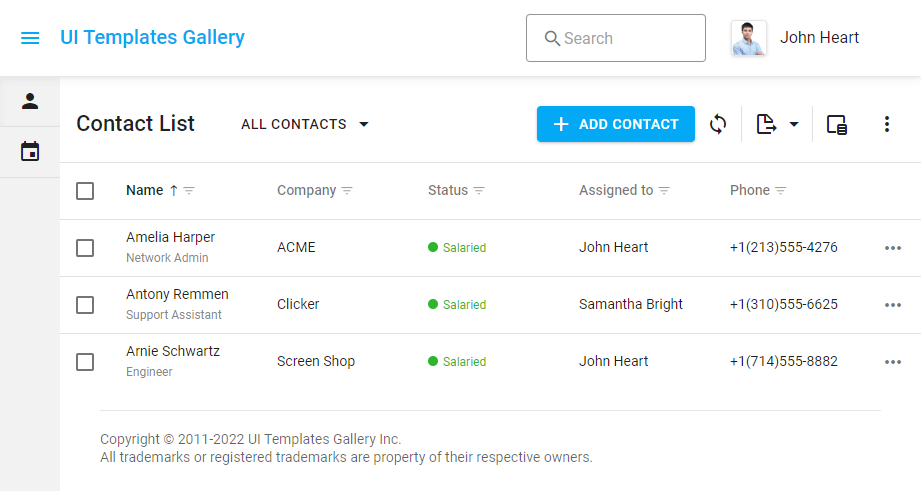 UI Templates Gallery
Search
John Heart
Contact List
ALL CONTACTS
ADD CONTACT
Name Company Status Assigned to Phone
Amelia Harper
Network Admin
ACME Salaried John Heart +1(213)555-4276
Antony Remmen
Support Assistant
Clicker Salaried Samantha Bright +1(310)555-6625
Arnie Schwartz
Engineer
Screen Shop Salaried John Heart +1(714)555-8882
Copyright © 2011-2022 UI Templates Gallery Inc.
All trademarks or registered trademarks are property of their respective owners.